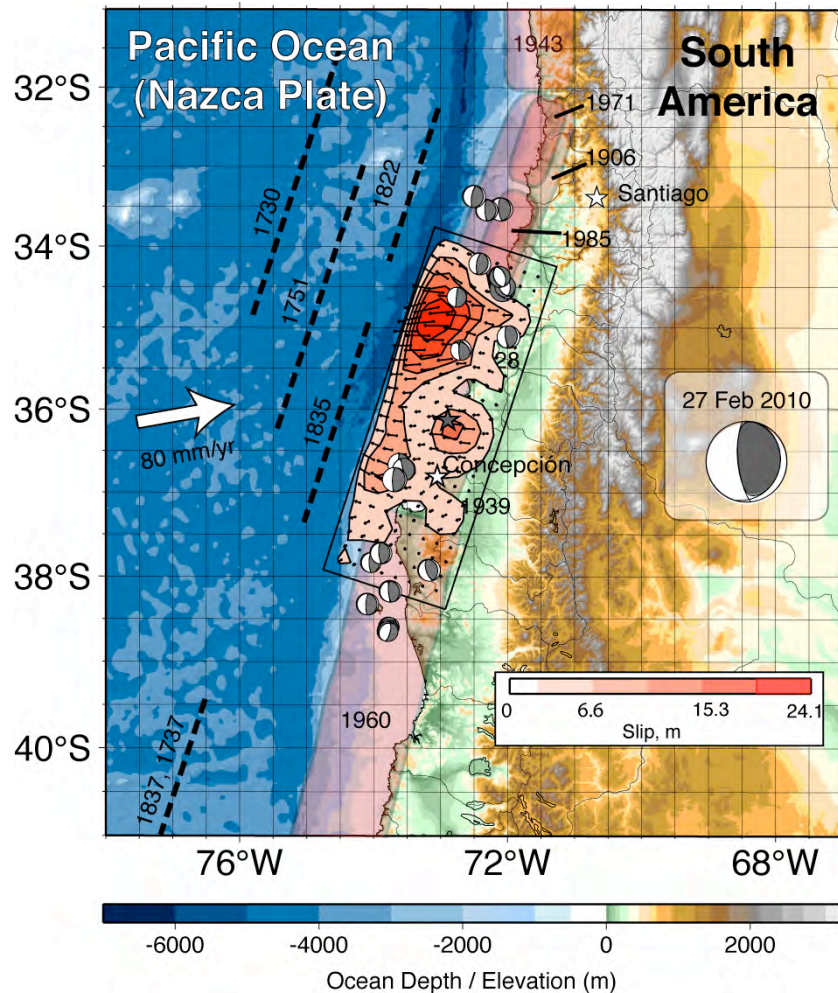 Pacific Ocean
(Nazca Plate)
South
America
1943
32°S
1971
1906
1730
1822
Santiago
1985
34°S
1751
28
1835
36°S
27 Feb 2010
80 mm/yr
Concepción
1939
38°S
1960
0 6.6 15.3 24.1
Slip, m
40°S
1837, 1737
76°W 72°W 68°W
-6000 -4000 -2000 0 2000
Ocean Depth / Elevation (m)